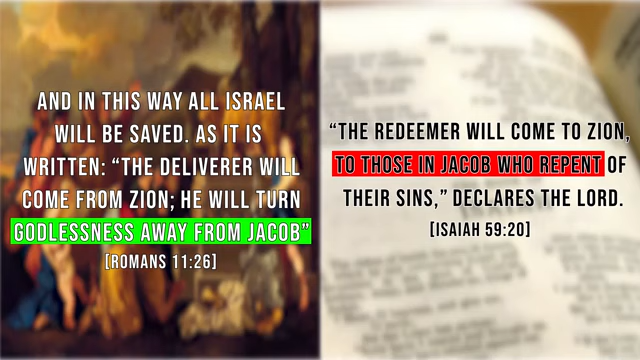 AND IN THIS WAY ALL ISRAEL
WILL BE SAVED. AS IT IS
WRITTEN: “THE DELIVERER WILL
COME FROM ZION; HE WILL TURN
GODLESSNESS AWAY FROM JACOB”
[ROMANS 11:26]
“THE REDEEMER WILL COME TO ZION,
TO THOSE IN JACOB WHO REPENT OF
THEIR SINS,” DECLARES THE LORD.
[ISAIAH 59:20]